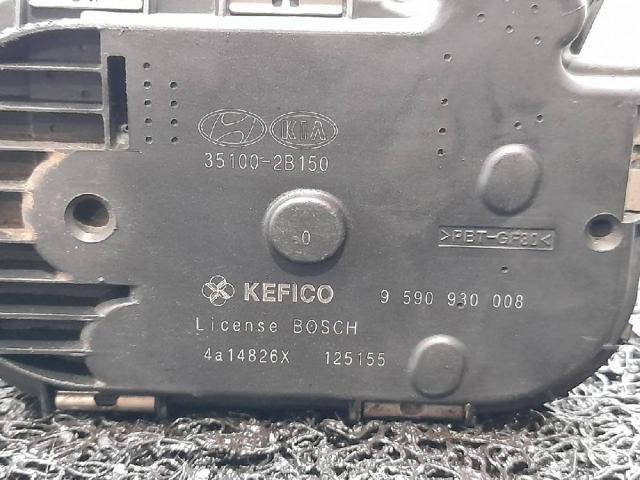 KIA
35100-2B150
0
>PBT-GF30<
KEFICO 9 590 930 008
License BOSCH
4a14826X 125155